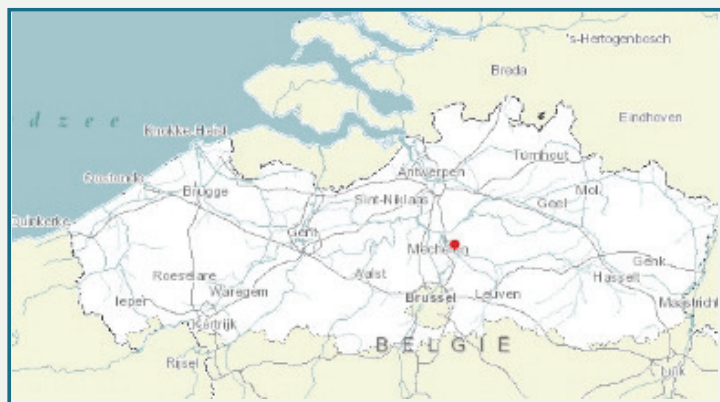 's-Hertogenbosch
Breda
Eindhoven
d z e e
Knokke-Heist
Turnhout
Antwerpen
Oostende
Brugge
Sint-Niklaas
Mol
Geel
Duinkerke
Gent
Mechelen
Genk
Roeselare
Aalst
Hasselt
Waregem
Ieper
Brussel
Leuven
Maastricht
Kortrijk
BELGIE
Rijsel
Luik